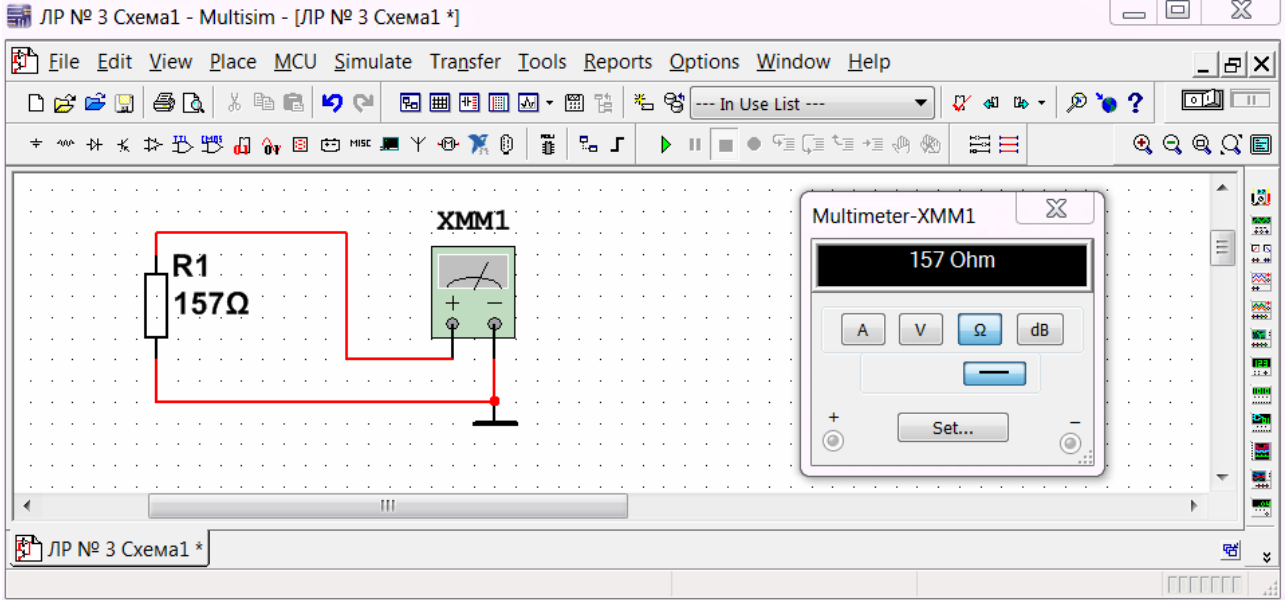 ЛР № 3 Схема1 - Multisim - [ЛР № 3 Схема1 *]
File Edit View Place MCU Simulate Transfer Tools Reports Options Window Help
--- In Use List ---
MISC
XMM1
R1
157Ω
+ −
Multimeter-XMM1
157 Ohm
A V Ω dB
+ Set... −
ЛР № 3 Схема1 *